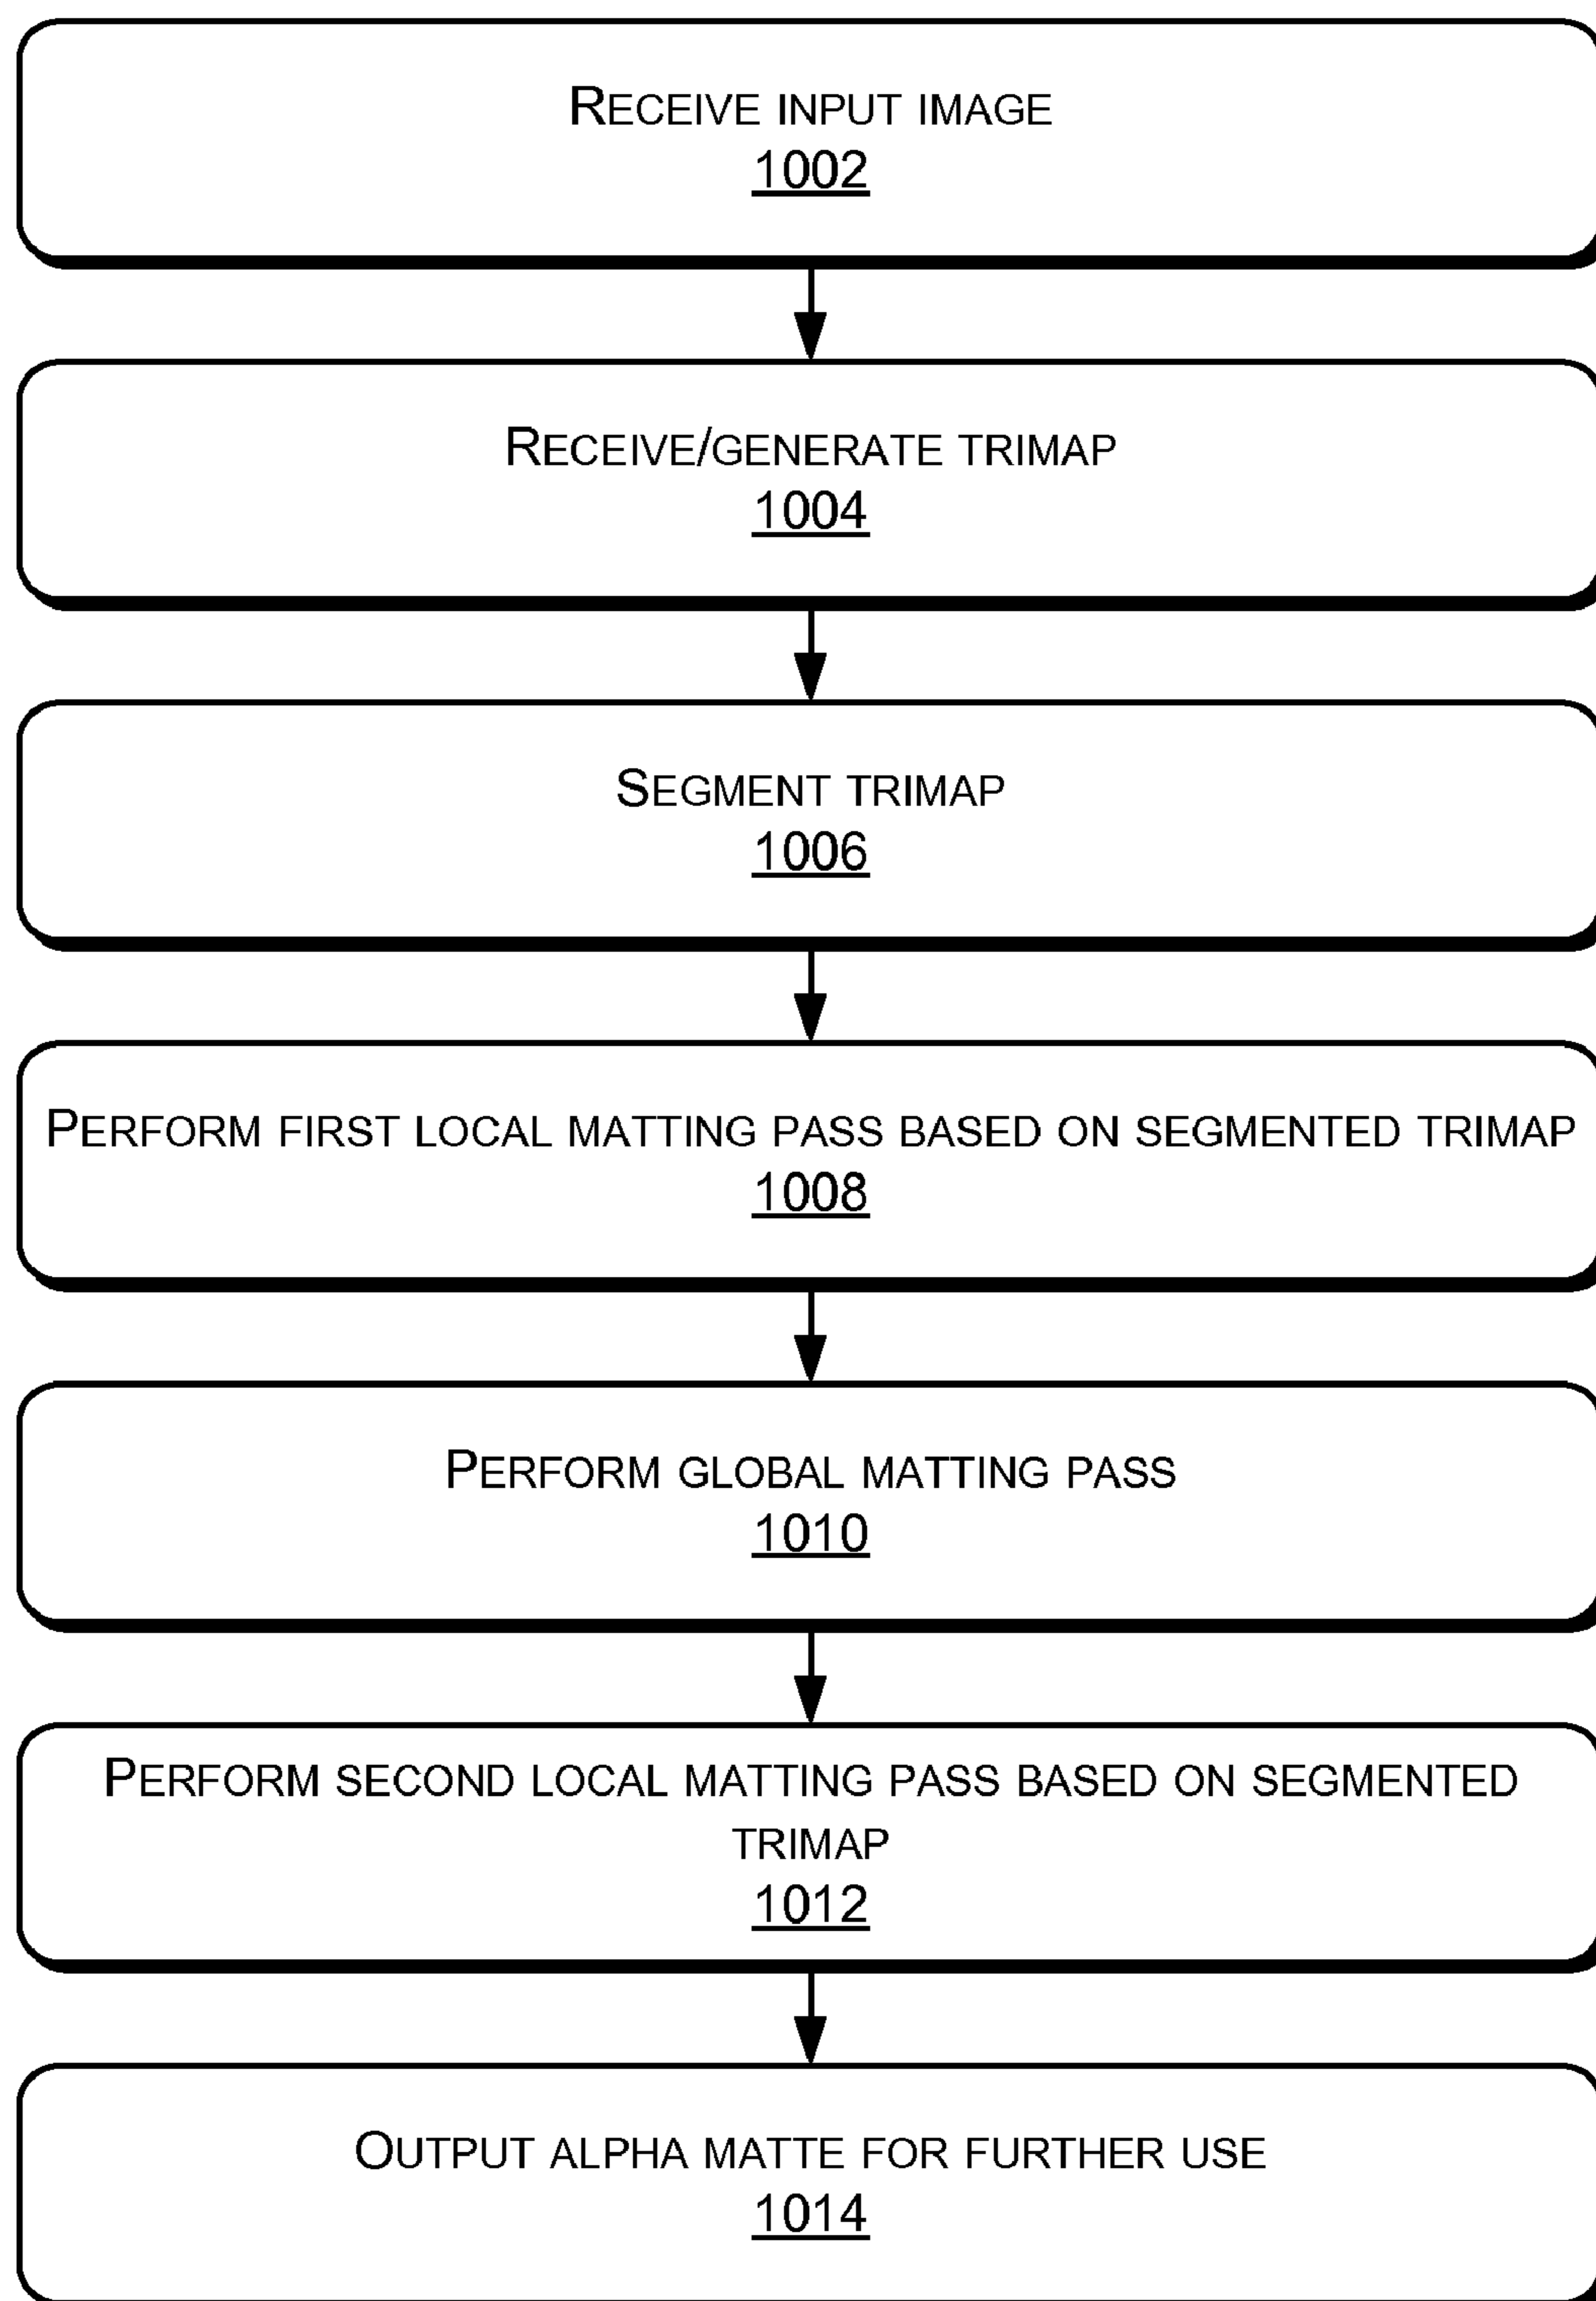 RECEIVE INPUT IMAGE
1002
RECEIVE/GENERATE TRIMAP
1004
SEGMENT TRIMAP
1006
PERFORM FIRST LOCAL MATTING PASS BASED ON SEGMENTED TRIMAP
1008
PERFORM GLOBAL MATTING PASS
1010
PERFORM SECOND LOCAL MATTING PASS BASED ON SEGMENTED
TRIMAP
1012
OUTPUT ALPHA MATTE FOR FURTHER USE
1014